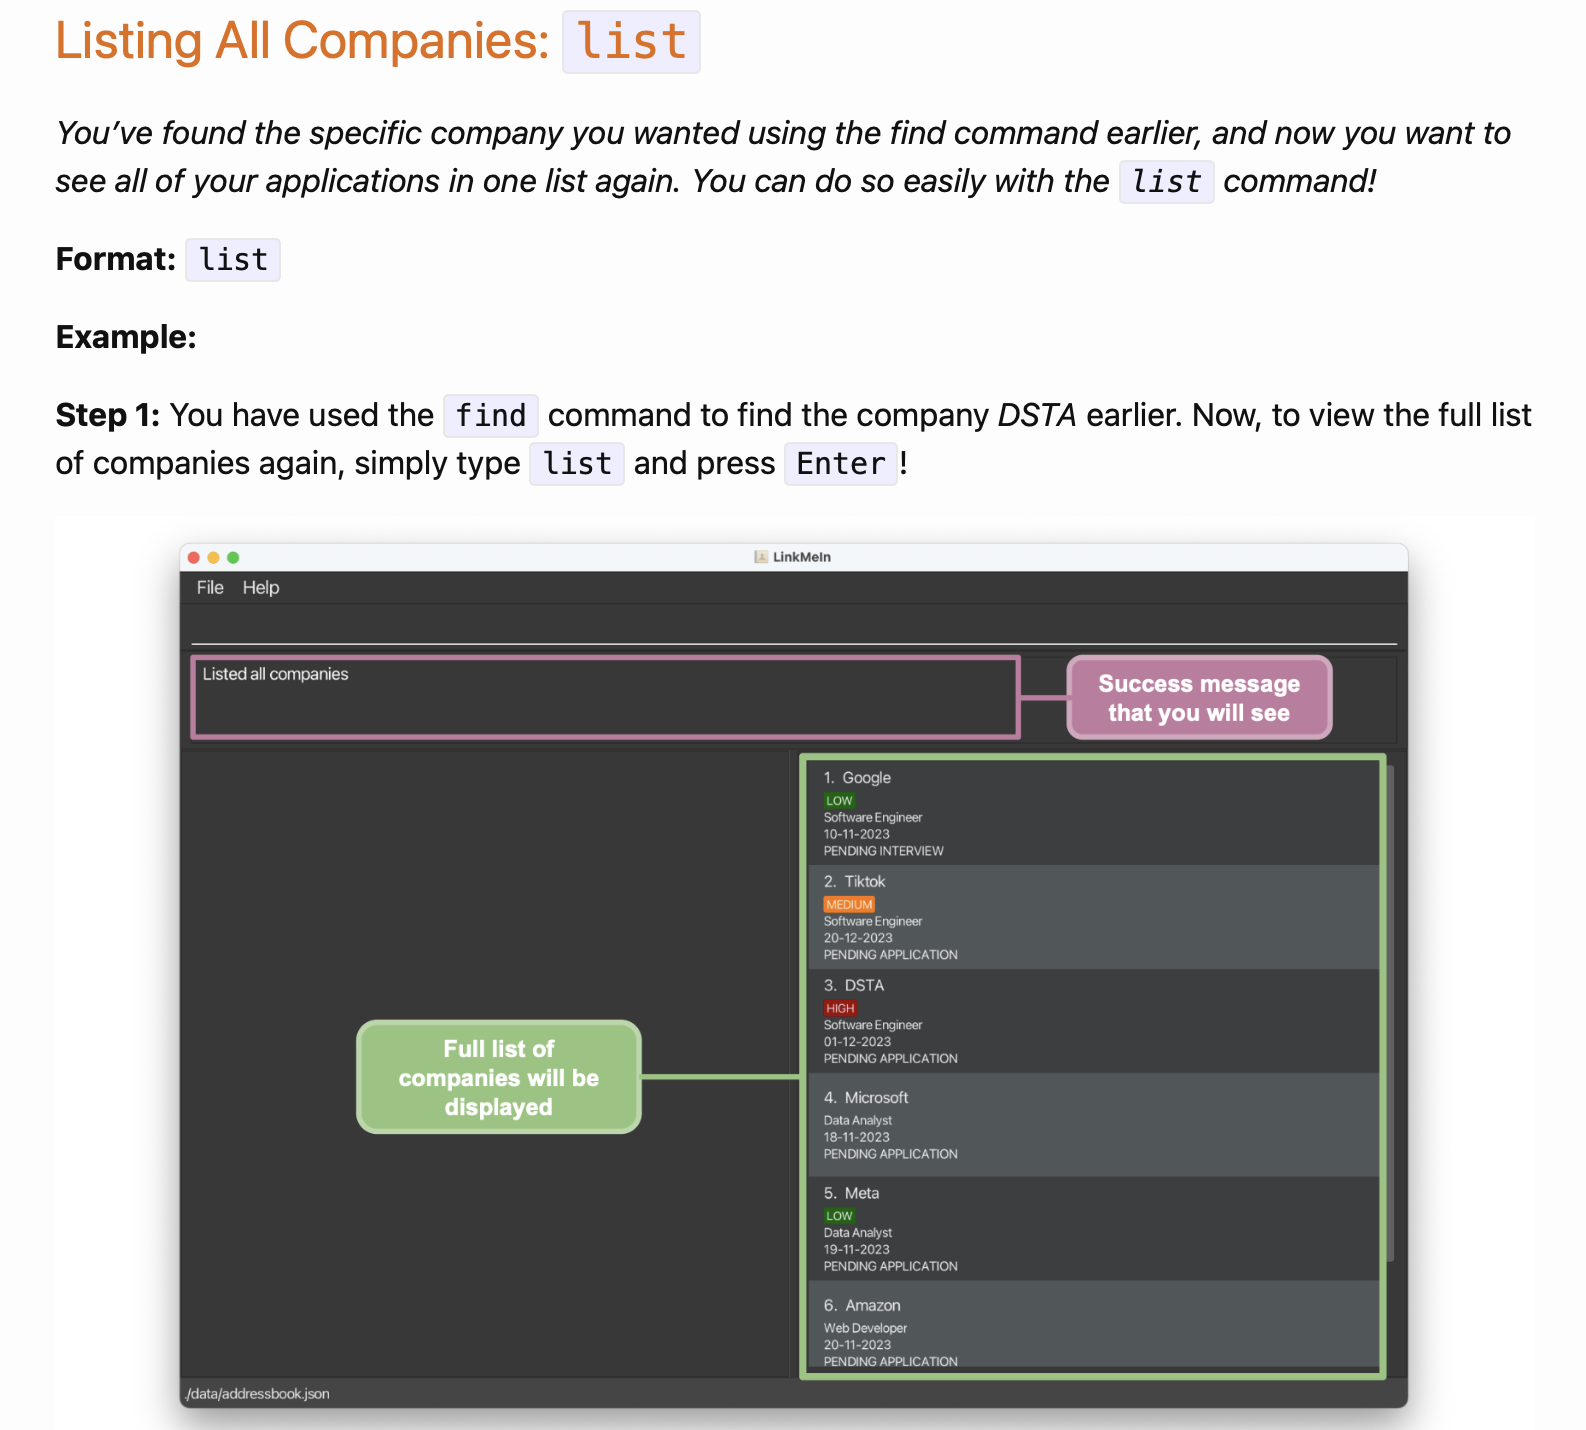 Listing All Companies: list
You’ve found the specific company you wanted using the find command earlier, and now you want to
see all of your applications in one list again. You can do so easily with the list command!
Format: list
Example:
Step 1: You have used the find command to find the company DSTA earlier. Now, to view the full list
of companies again, simply type list and press Enter!
LinkMeIn
File Help
Listed all companies
Success message
that you will see
1. Google
LOW
Software Engineer
10-11-2023
PENDING INTERVIEW
2. Tiktok
MEDIUM
Software Engineer
20-12-2023
PENDING APPLICATION
3. DSTA
HIGH
Software Engineer
01-12-2023
PENDING APPLICATION
Full list of
companies will be
displayed
4. Microsoft
Data Analyst
18-11-2023
PENDING APPLICATION
5. Meta
LOW
Data Analyst
19-11-2023
PENDING APPLICATION
6. Amazon
Web Developer
20-11-2023
PENDING APPLICATION
./data/addressbook.json